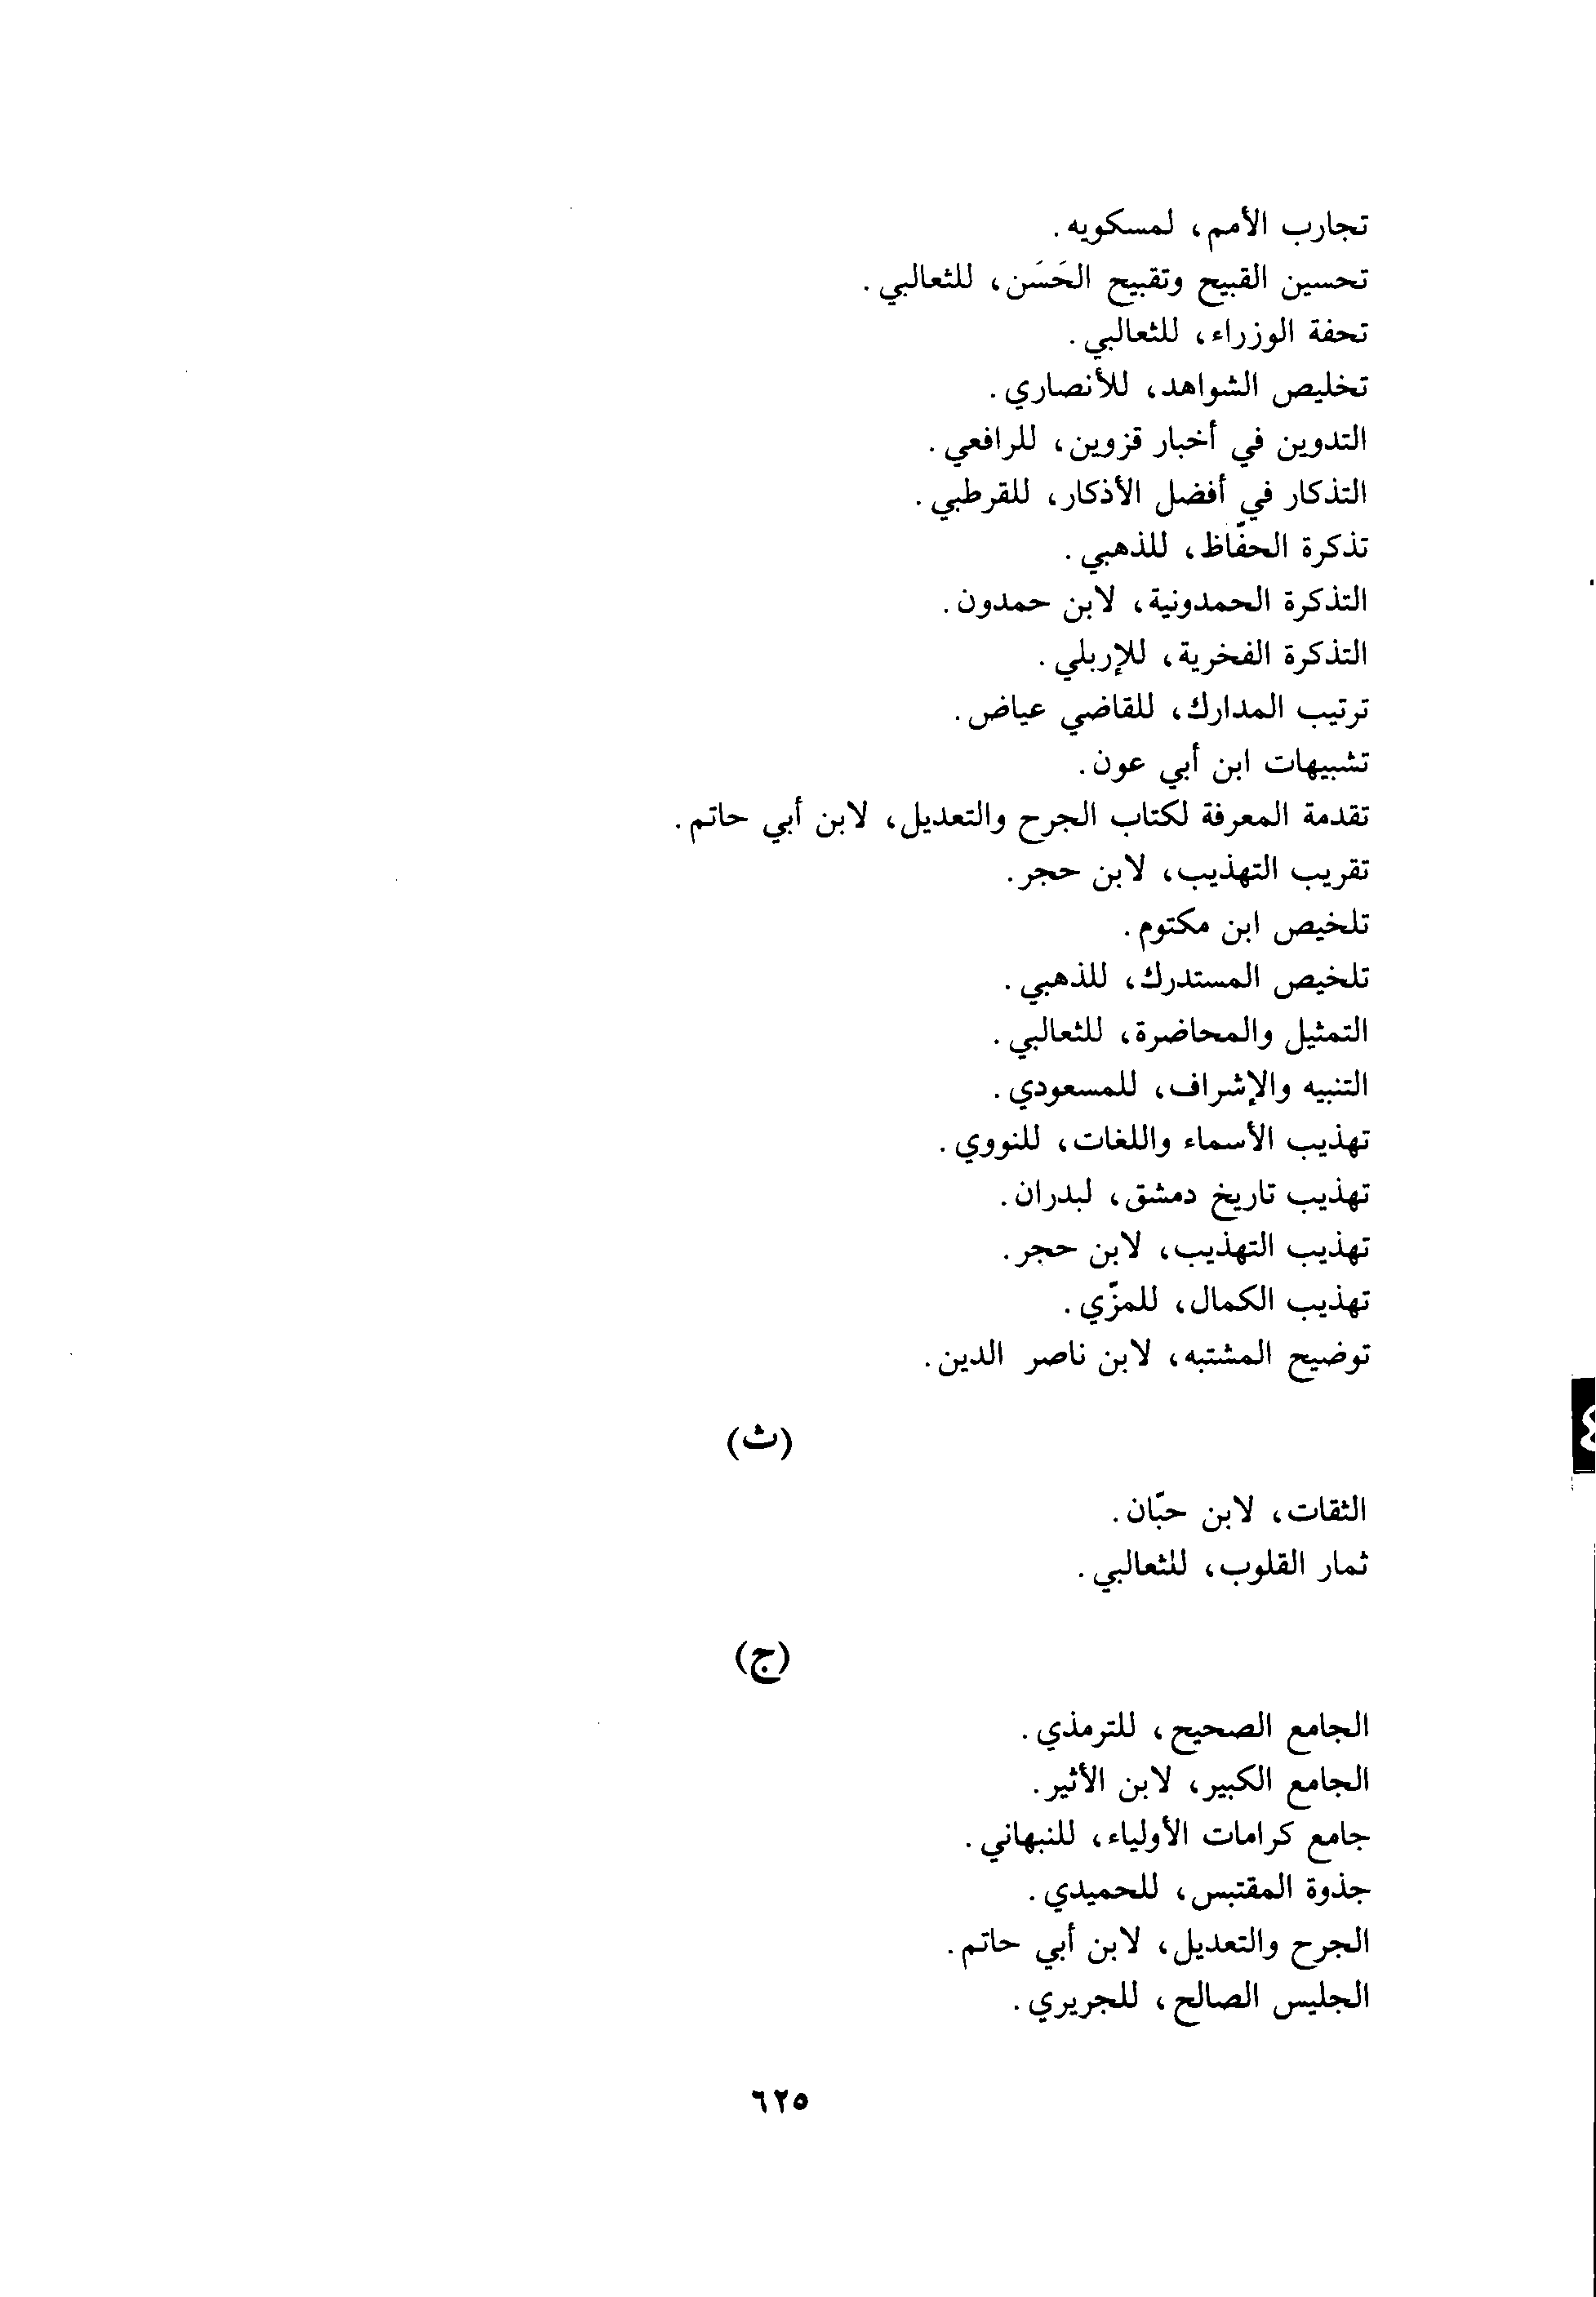 تجارب الأمم، لمسكويه.
تحسين القبيح وتقبيح الحَسَن، للثعالبي.
تحفة الوزراء، للثعالبي.
تخليص الشواهد، للأنصاري.
التدوين في أخبار قزوين، للرافعي.
التذكار في أفضل الأذكار، للقرطبي.
تذكرة الحفّاظ، للذهبي.
التذكرة الحمدونية، لابن حمدون.
التذكرة الفخرية، للإربلي.
ترتيب المدارك، للقاضي عياض.
تشبيهات ابن أبي عون.
تقدمة المعرفة لكتاب الجرح والتعديل، لابن أبي حاتم.
تقريب التهذيب، لابن حجر.
تلخيص ابن مكتوم.
تلخيص المستدرك، للذهبي.
التمثيل والمحاضرة، للثعالبي.
التنبيه والإشراف، للمسعودي.
تهذيب الأسماء واللغات، للنووي.
تهذيب تاريخ دمشق، لبدران.
تهذيب التهذيب، لابن حجر.
تهذيب الكمال، للمزّي.
توضيح المشتبه، لابن ناصر الدين.
(ث)
الثقات، لابن حبّان.
ثمار القلوب، للثعالبي.
(ج)
الجامع الصحيح، للترمذي.
الجامع الكبير، لابن الأثير.
جامع كرامات الأولياء، للنبهاني.
جذوة المقتبس، للحميدي.
الجرح والتعديل، لابن أبي حاتم.
الجليس الصالح، للجريري.
٦٢٥